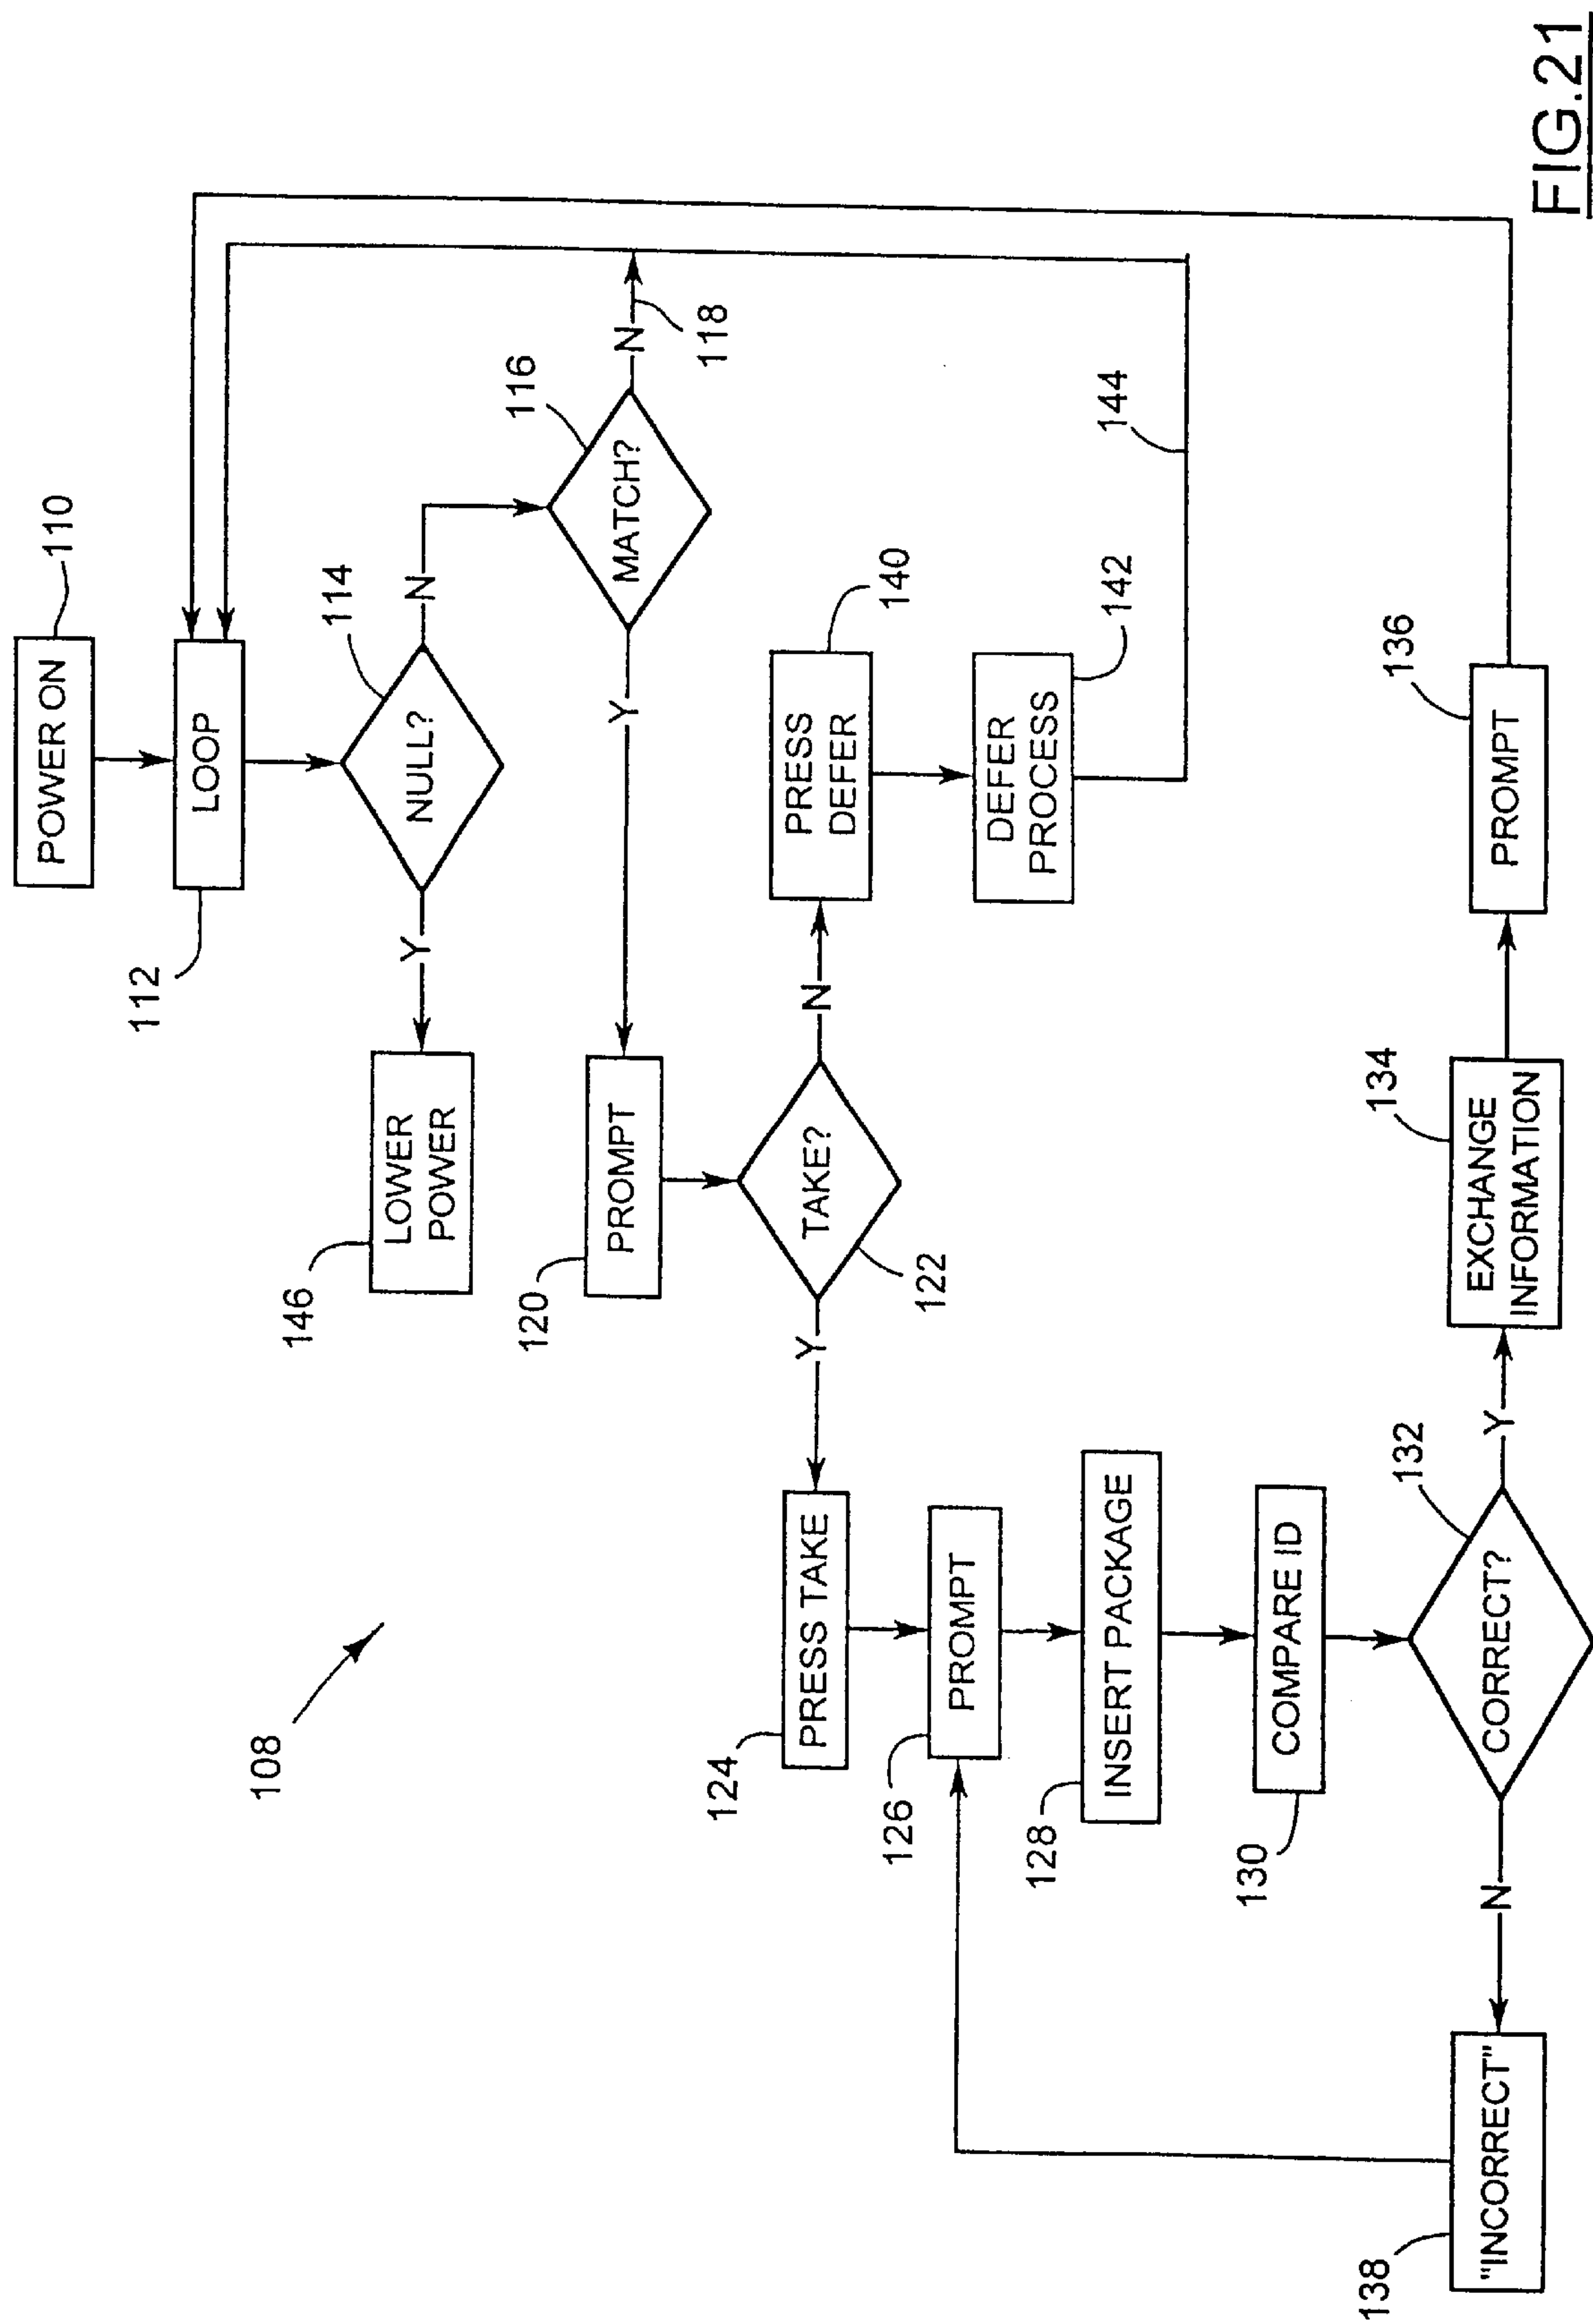 POWER ON
110
LOOP
112
NULL?
114
Y
N
LOWER
POWER
146
MATCH?
116
N
118
Y
PROMPT
120
TAKE?
122
N
Y
PRESS
DEFER
140
DEFER
PROCESS
142
144
108
PRESS TAKE
124
PROMPT
126
INSERT PACKAGE
128
COMPARE ID
130
CORRECT?
132
Y
EXCHANGE
INFORMATION
134
PROMPT
136
N
"INCORRECT"
138
FIG.21